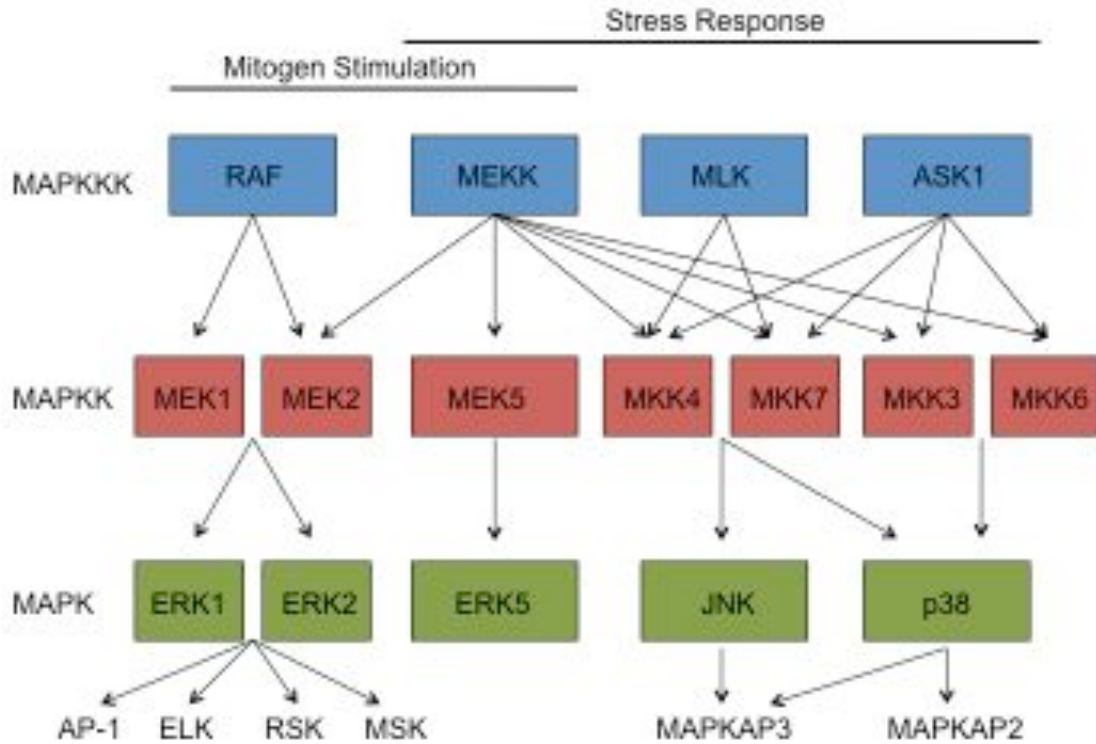 Stress Response
Mitogen Stimulation
MAPKKK RAF MEKK MLK ASK1
MAPKK MEK1 MEK2 MEK5 MKK4 MKK7 MKK3 MKK6
MAPK ERK1 ERK2 ERK5 JNK p38
AP-1 ELK RSK MSK MAPKAP3 MAPKAP2